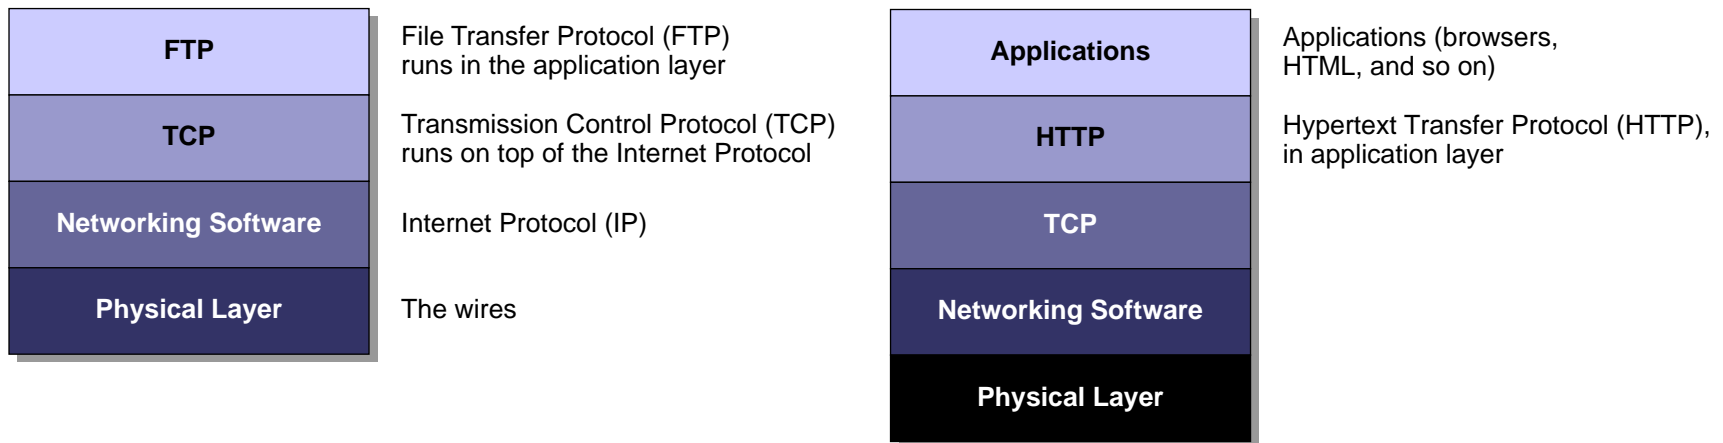 FTP
File Transfer Protocol (FTP)
runs in the application layer
TCP
Transmission Control Protocol (TCP)
runs on top of the Internet Protocol
Networking Software
Internet Protocol (IP)
Physical Layer
The wires
Applications
Applications (browsers,
HTML, and so on)
HTTP
Hypertext Transfer Protocol (HTTP),
in application layer
TCP
Networking Software
Physical Layer